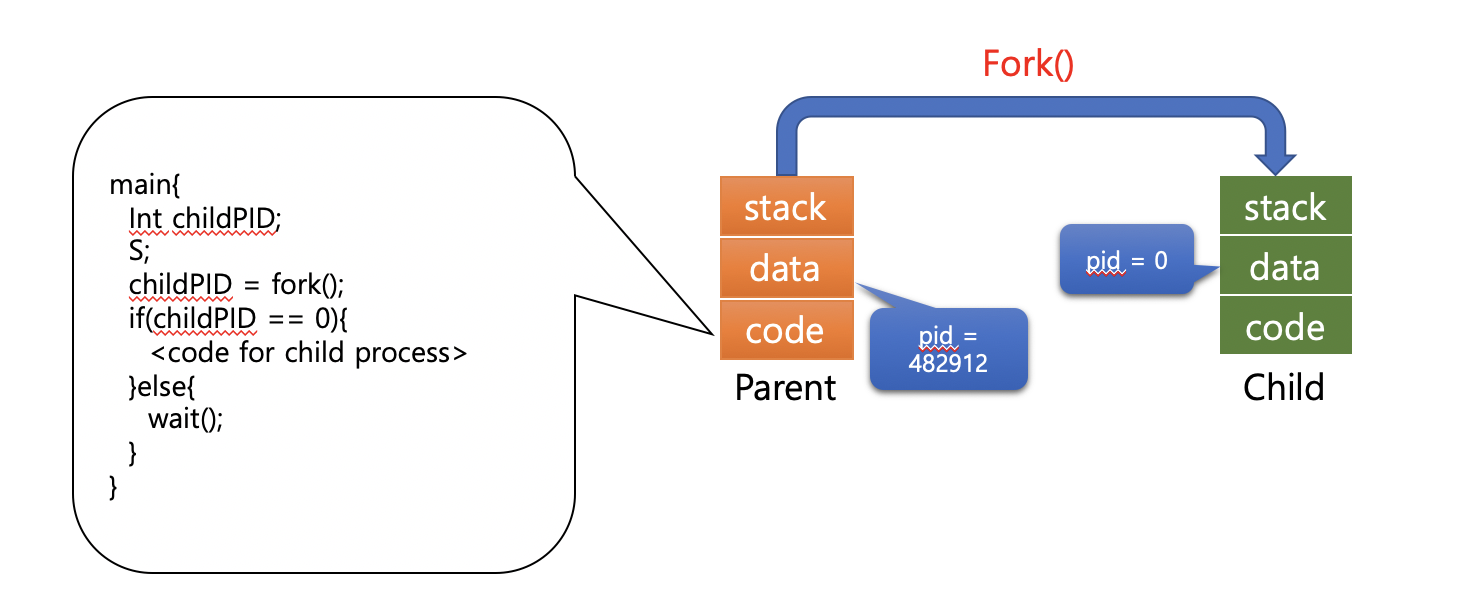 Fork()
main{
Int childPID;
S;
childPID = fork();
if(childPID == 0){
<code for child process>
}else{
wait();
}
}
stack
data
code
Parent
pid =
482912
pid = 0
stack
data
code
Child